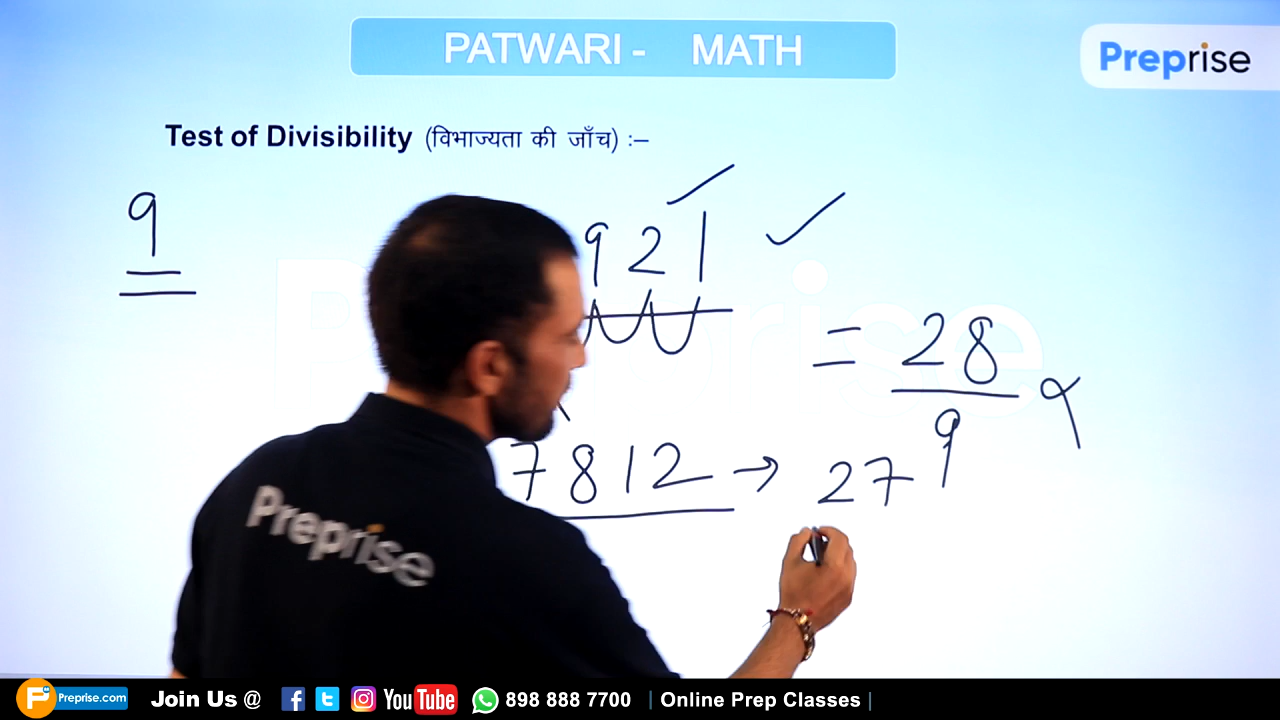 PATWARI - MATH
Preprise
Test of Divisibility (विभाज्यता की जाँच) :–
9
921
= 28
9
7812 → 27
Preprise
Preprise.com Join Us @ YouTube 898 888 7700 | Online Prep Classes |